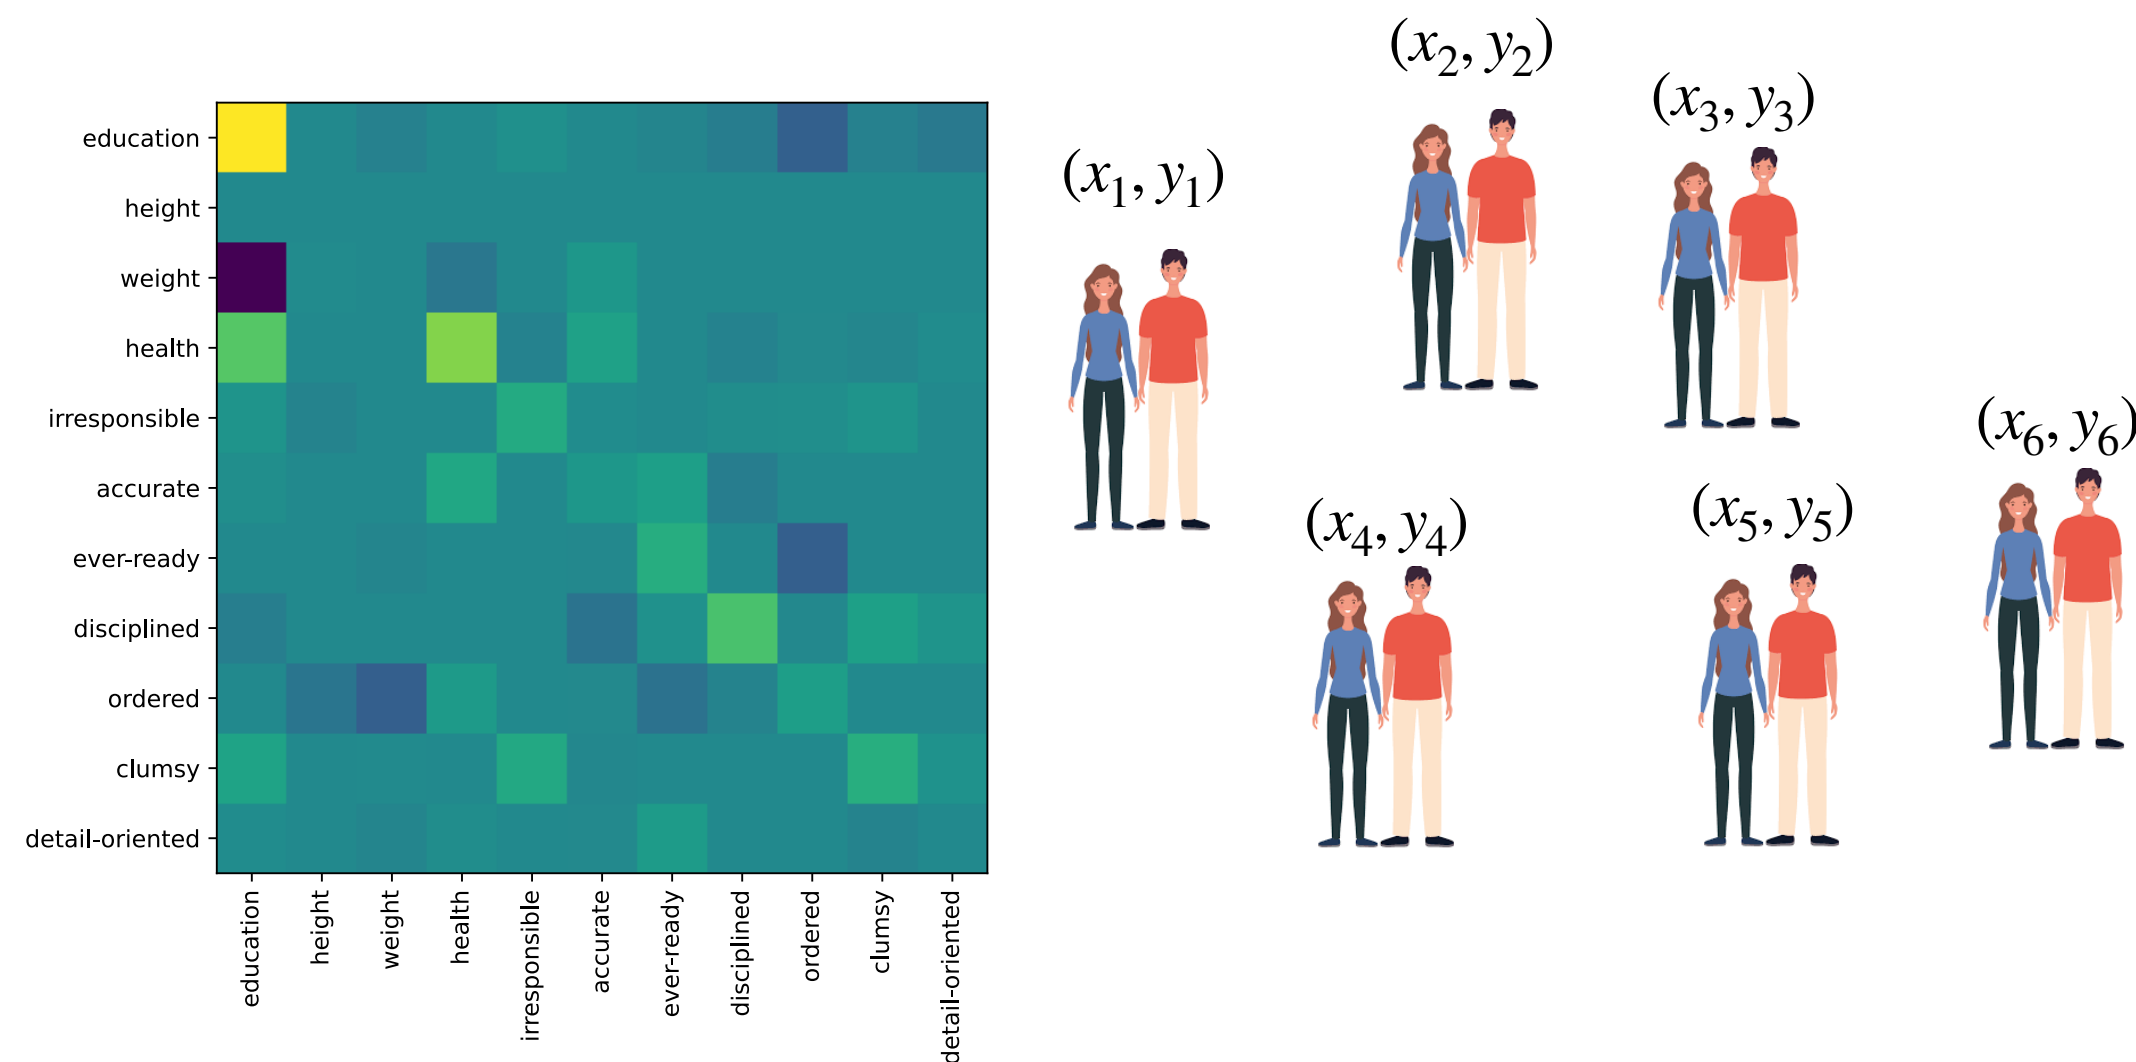 education
height
weight
health
irresponsible
accurate
ever-ready
disciplined
ordered
clumsy
detail-oriented
education
height
weight
health
irresponsible
accurate
ever-ready
disciplined
ordered
clumsy
detail-oriented
(x₁, y₁)
(x₂, y₂)
(x₃, y₃)
(x₄, y₄)
(x₅, y₅)
(x₆, y₆)